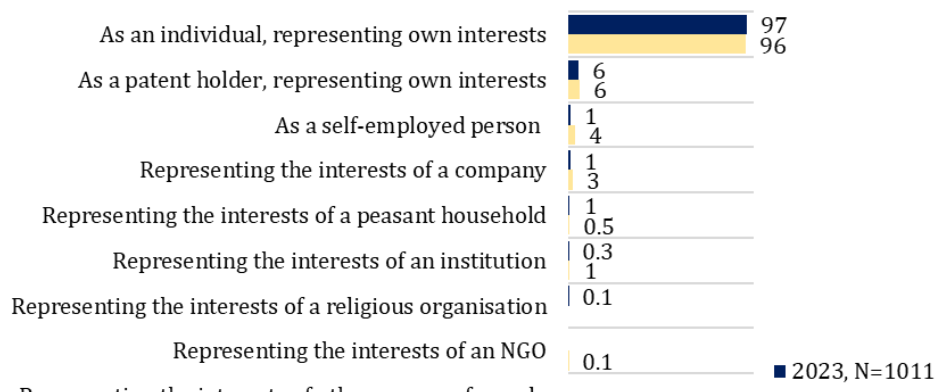 As an individual, representing own interests 97
96
As a patent holder, representing own interests 6
6
As a self-employed person 1
4
Representing the interests of a company 1
3
Representing the interests of a peasant household 1
0.5
Representing the interests of an institution 0.3
1
Representing the interests of a religious organisation 0.1
Representing the interests of an NGO
0.1
2023, N=1011